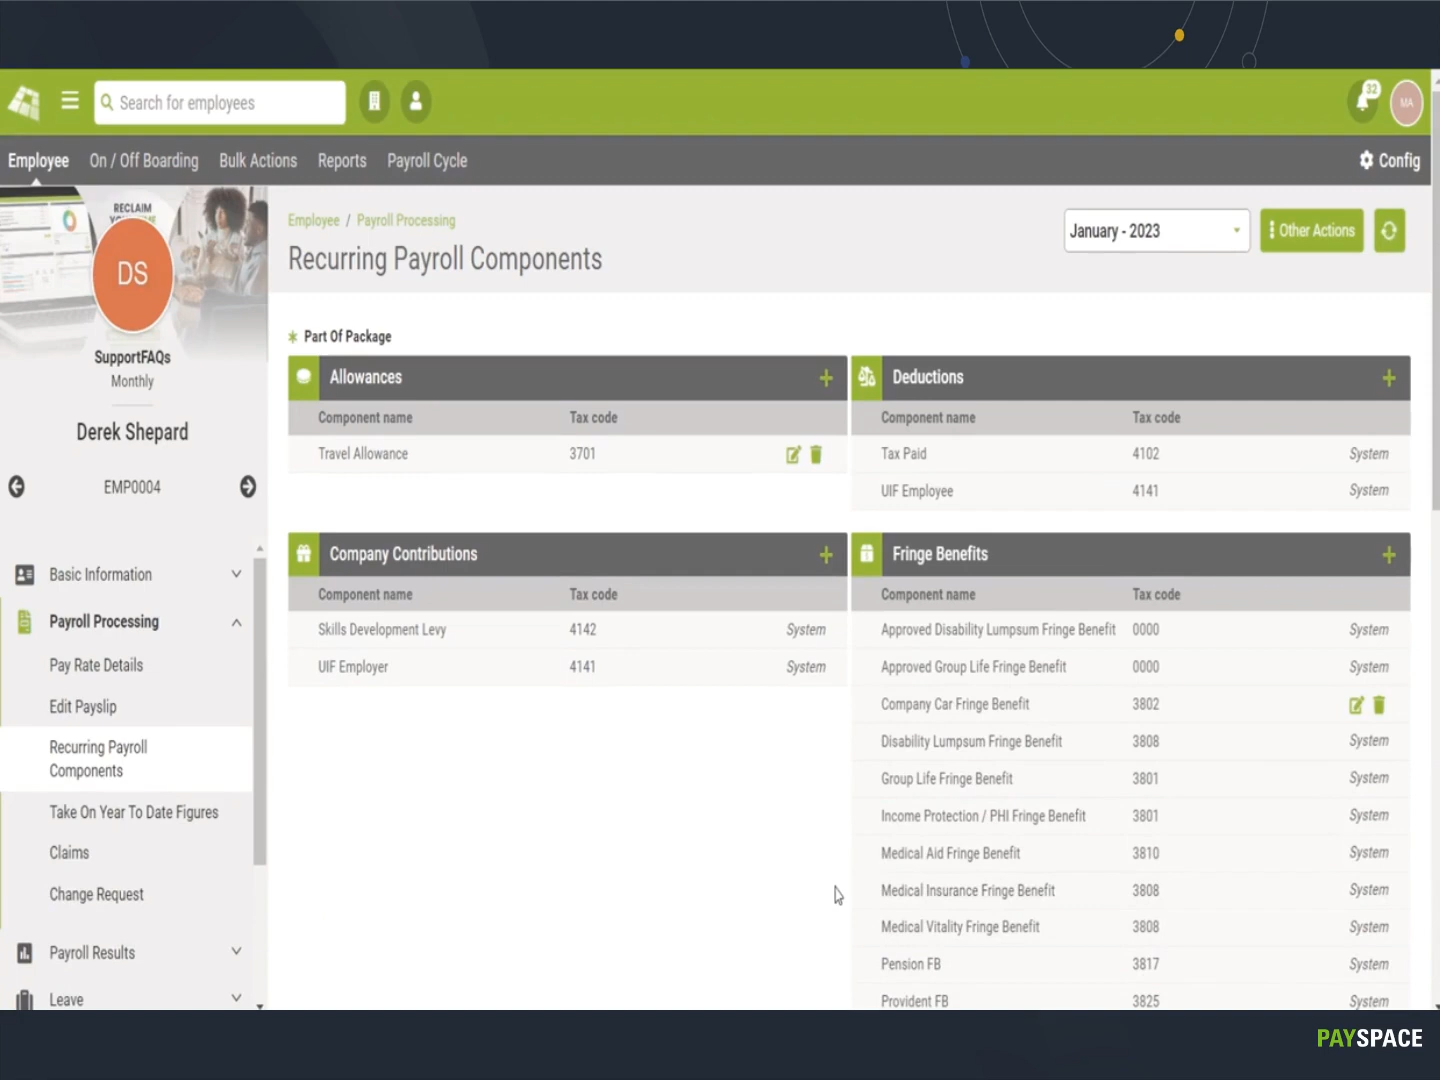 Search for employees
32
MA
Employee On / Off Boarding Bulk Actions Reports Payroll Cycle Config
RECLAIM
DS
SupportFAQs
Monthly
Derek Shepard
EMP0004
Basic Information
Payroll Processing
Pay Rate Details
Edit Payslip
Recurring Payroll
Components
Take On Year To Date Figures
Claims
Change Request
Payroll Results
Leave
Employee / Payroll Processing
Recurring Payroll Components
January - 2023
Other Actions
Part Of Package
Allowances
Component name Tax code
Travel Allowance 3701
Deductions
Component name Tax code
Tax Paid 4102 System
UIF Employee 4141 System
Company Contributions
Component name Tax code
Skills Development Levy 4142 System
UIF Employer 4141 System
Fringe Benefits
Component name Tax code
Approved Disability Lumpsum Fringe Benefit 0000 System
Approved Group Life Fringe Benefit 0000 System
Company Car Fringe Benefit 3802
Disability Lumpsum Fringe Benefit 3808 System
Group Life Fringe Benefit 3801 System
Income Protection / PHI Fringe Benefit 3801 System
Medical Aid Fringe Benefit 3810 System
Medical Insurance Fringe Benefit 3808 System
Medical Vitality Fringe Benefit 3808 System
Pension FB 3817 System
Provident FB 3825 System
PAYSPACE